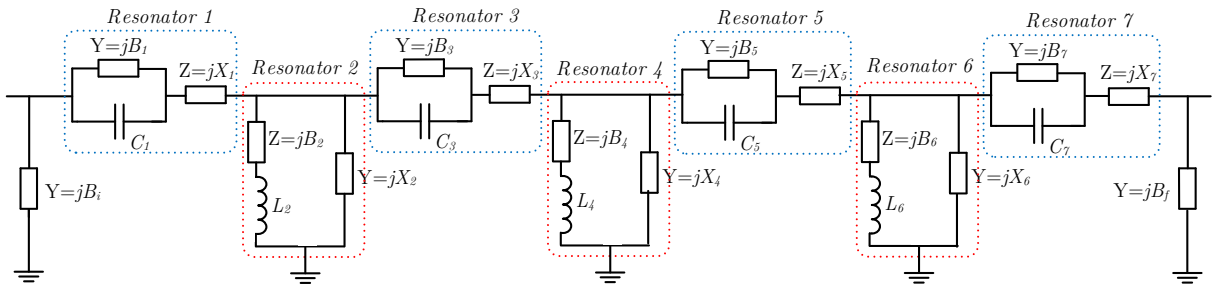 Resonator 1
Resonator 3
Resonator 5
Resonator 7
Y=jB₁
Y=jB₃
Y=jB₅
Y=jB₇
Z=jX₁
Resonator 2
Z=jX₃
Resonator 4
Z=jX₅
Resonator 6
Z=jX₇
C₁
Z=jB₂
C₃
Z=jB₄
C₅
Z=jB₆
C₇
Y=jBᵢ
L₂
Y=jX₂
L₄
Y=jX₄
L₆
Y=jX₆
Y=jB_f